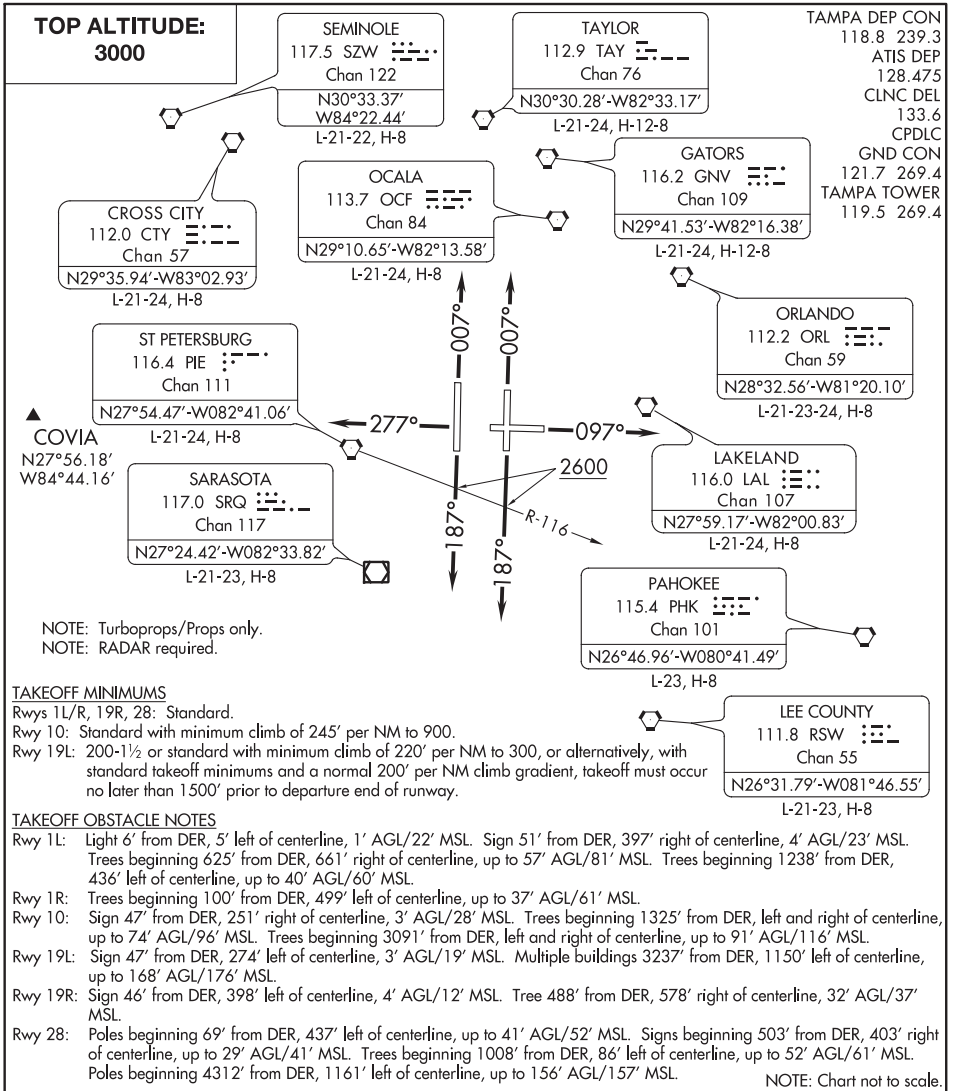 TOP ALTITUDE:
3000
SEMINOLE
117.5 SZW
Chan 122
N30°33.37'
W84°22.44'
L-21-22, H-8
TAYLOR
112.9 TAY
Chan 76
N30°30.28'-W82°33.17'
L-21-24, H-12-8
TAMPA DEP CON
118.8 239.3
ATIS DEP
128.475
CLNC DEL
133.6
CPDLC
GND CON
121.7 269.4
TAMPA TOWER
119.5 269.4
CROSS CITY
112.0 CTY
Chan 57
N29°35.94'-W83°02.93'
L-21-24, H-8
OCALA
113.7 OCF
Chan 84
N29°10.65'-W82°13.58'
L-21-24, H-8
GATORS
116.2 GNV
Chan 109
N29°41.53'-W82°16.38'
L-21-24, H-12-8
ORLANDO
112.2 ORL
Chan 59
N28°32.56'-W81°20.10'
L-21-23-24, H-8
ST PETERSBURG
116.4 PIE
Chan 111
N27°54.47'-W082°41.06'
L-21-24, H-8
007°
007°
277°
097°
COVIA
N27°56.18'
W84°44.16'
2600
R-116
187°
187°
LAKELAND
116.0 LAL
Chan 107
N27°59.17'-W82°00.83'
L-21-24, H-8
SARASOTA
117.0 SRQ
Chan 117
N27°24.42'-W082°33.82'
L-21-23, H-8
PAHOKEE
115.4 PHK
Chan 101
N26°46.96'-W080°41.49'
L-23, H-8
LEE COUNTY
111.8 RSW
Chan 55
N26°31.79'-W081°46.55'
L-21-23, H-8
NOTE: Turboprops/Props only.
NOTE: RADAR required.
TAKEOFF MINIMUMS
Rwys 1L/R, 19R, 28: Standard.
Rwy 10: Standard with minimum climb of 245' per NM to 900.
Rwy 19L: 200-1½ or standard with minimum climb of 220' per NM to 300, or alternatively, with
standard takeoff minimums and a normal 200' per NM climb gradient, takeoff must occur
no later than 1500' prior to departure end of runway.
TAKEOFF OBSTACLE NOTES
Rwy 1L: Light 6' from DER, 5' left of centerline, 1' AGL/22' MSL. Sign 51' from DER, 397' right of centerline, 4' AGL/23' MSL.
Trees beginning 625' from DER, 661' right of centerline, up to 57' AGL/81' MSL. Trees beginning 1238' from DER,
436' left of centerline, up to 40' AGL/60' MSL.
Rwy 1R: Trees beginning 100' from DER, 499' left of centerline, up to 37' AGL/61' MSL.
Rwy 10: Sign 47' from DER, 251' right of centerline, 3' AGL/28' MSL. Trees beginning 1325' from DER, left and right of centerline,
up to 74' AGL/96' MSL. Trees beginning 3091' from DER, left and right of centerline, up to 91' AGL/116' MSL.
Rwy 19L: Sign 47' from DER, 274' left of centerline, 3' AGL/19' MSL. Multiple buildings 3237' from DER, 1150' left of centerline,
up to 168' AGL/176' MSL.
Rwy 19R: Sign 46' from DER, 398' left of centerline, 4' AGL/12' MSL. Tree 488' from DER, 578' right of centerline, 32' AGL/37'
MSL.
Rwy 28: Poles beginning 69' from DER, 437' left of centerline, up to 41' AGL/52' MSL. Signs beginning 503' from DER, 403' right
of centerline, up to 29' AGL/41' MSL. Trees beginning 1008' from DER, 86' left of centerline, up to 52' AGL/61' MSL.
Poles beginning 4312' from DER, 1161' left of centerline, up to 156' AGL/157' MSL.
NOTE: Chart not to scale.